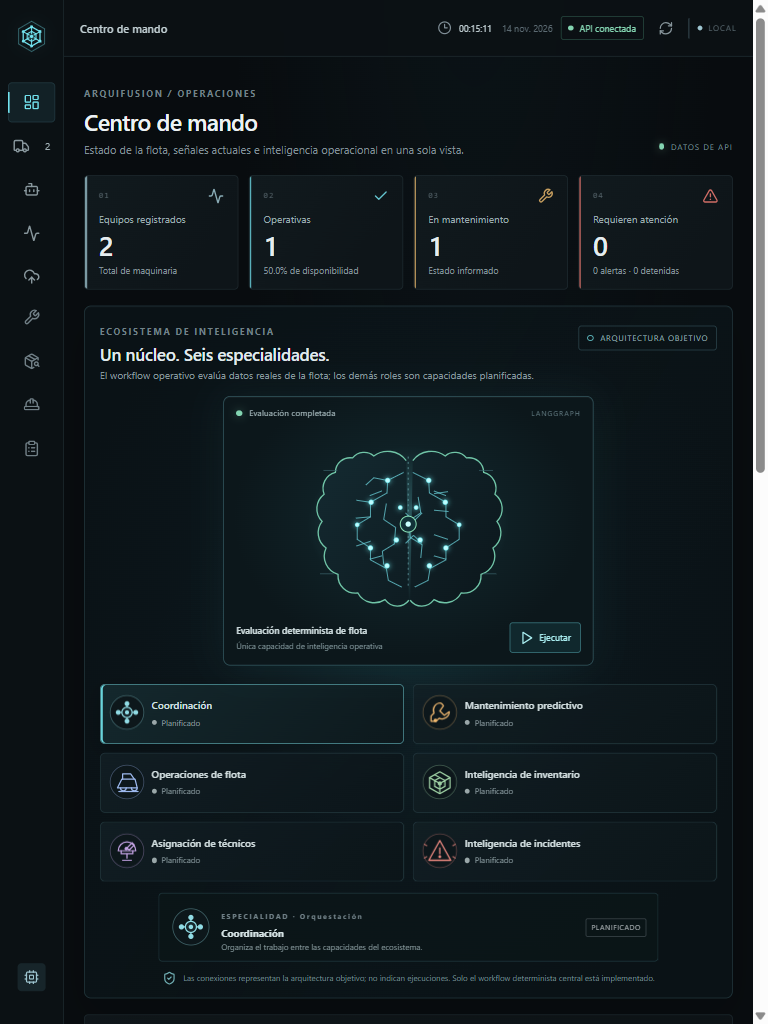 Centro de mando
00:15:11 14 nov. 2026 API conectada LOCAL
2
ARQUIFUSION / OPERACIONES
Centro de mando
Estado de la flota, señales actuales e inteligencia operacional en una sola vista.
DATOS DE API
01
Equipos registrados
2
Total de maquinaria
02
Operativas
1
50.0% de disponibilidad
03
En mantenimiento
1
Estado informado
04
Requieren atención
0
0 alertas · 0 detenidas
ECOSISTEMA DE INTELIGENCIA
Un núcleo. Seis especialidades.
El workflow operativo evalúa datos reales de la flota; los demás roles son capacidades planificadas.
ARQUITECTURA OBJETIVO
Evaluación completada
LANGGRAPH
Evaluación determinista de flota
Única capacidad de inteligencia operativa
Ejecutar
Coordinación
Planificado
Mantenimiento predictivo
Planificado
Operaciones de flota
Planificado
Inteligencia de inventario
Planificado
Asignación de técnicos
Planificado
Inteligencia de incidentes
Planificado
ESPECIALIDAD · Orquestación
Coordinación
Organiza el trabajo entre las capacidades del ecosistema.
PLANIFICADO
Las conexiones representan la arquitectura objetivo; no indican ejecuciones. Solo el workflow determinista central está implementado.